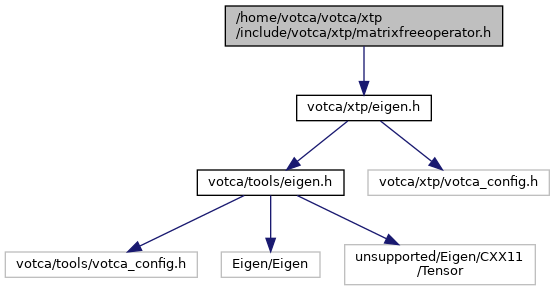 /home/votca/votca/xtp
/include/votca/xtp/matrixfreeoperator.h
votca/xtp/eigen.h
votca/tools/eigen.h
votca/xtp/votca_config.h
votca/tools/votca_config.h
Eigen/Eigen
unsupported/Eigen/CXX11
/Tensor